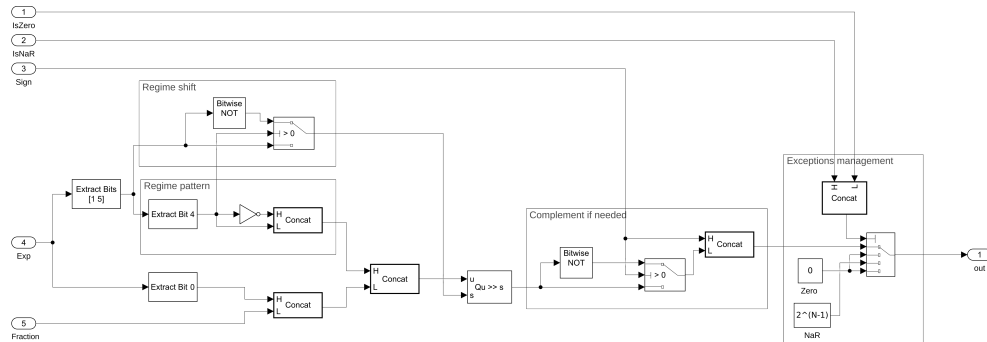 1
IsZero
2
IsNaR
3
Sign
Regime shift
Bitwise
NOT
> 0
Exceptions management
H
L
Concat
Extract Bits
[1 5]
Regime pattern
Extract Bit 4
H
L
Concat
Complement if needed
Bitwise
NOT
> 0
H
L
Concat
4
Exp
Extract Bit 0
H
L
Concat
H
L
Concat
u
s
Qu >> s
0
Zero
2^(N-1)
NaR
1
out
5
Fraction